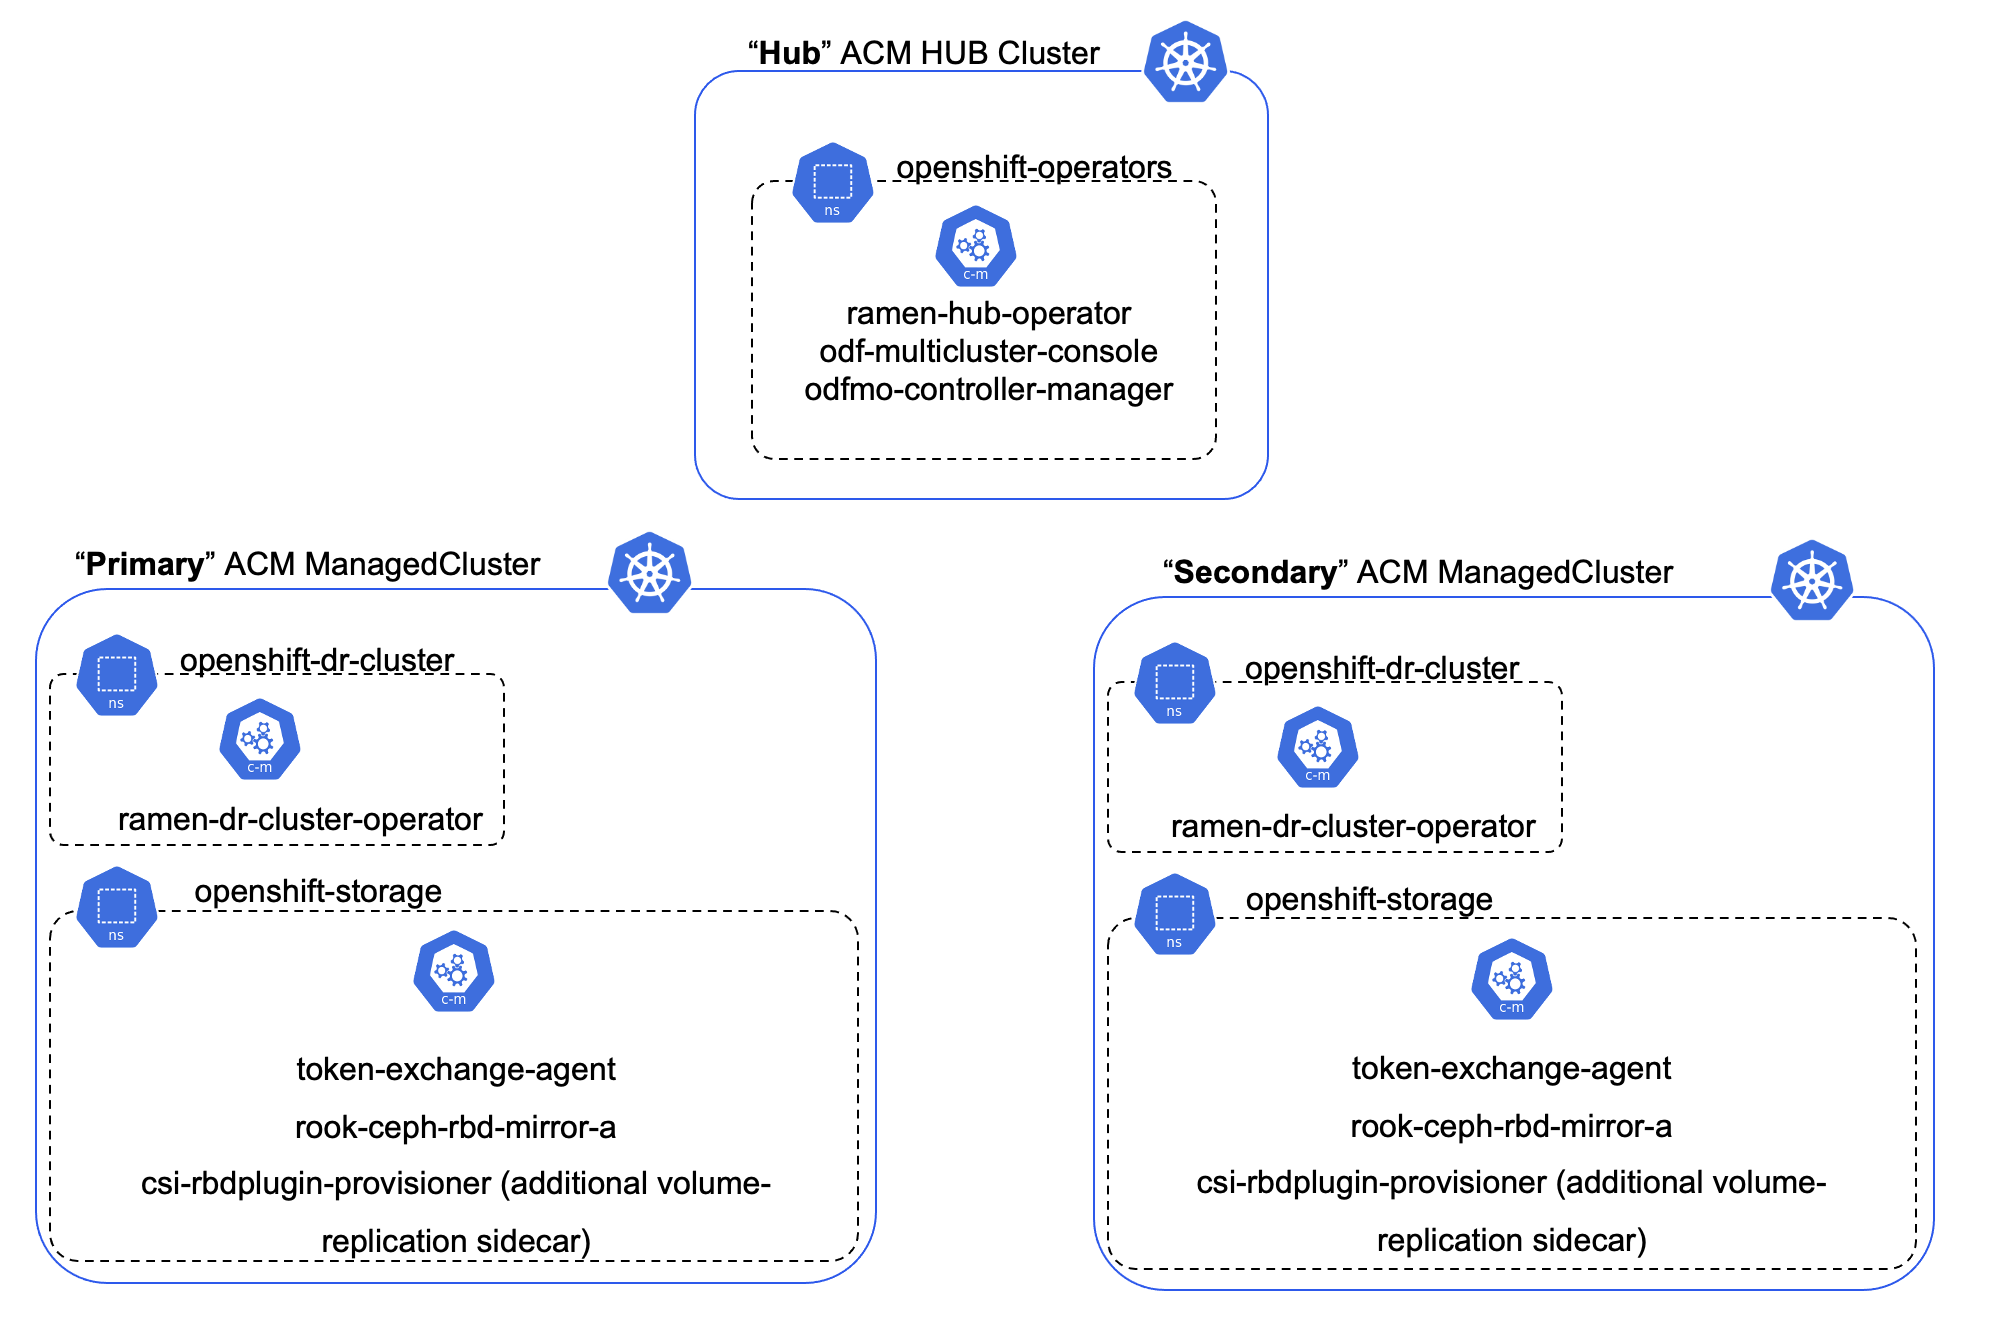 “Hub” ACM HUB Cluster
openshift-operators
ns
c-m
ramen-hub-operator
odf-multicluster-console
odfmo-controller-manager
“Primary” ACM ManagedCluster
openshift-dr-cluster
ns
c-m
ramen-dr-cluster-operator
openshift-storage
ns
c-m
token-exchange-agent
rook-ceph-rbd-mirror-a
csi-rbdplugin-provisioner (additional volume-
replication sidecar)
“Secondary” ACM ManagedCluster
openshift-dr-cluster
ns
c-m
ramen-dr-cluster-operator
openshift-storage
ns
c-m
token-exchange-agent
rook-ceph-rbd-mirror-a
csi-rbdplugin-provisioner (additional volume-
replication sidecar)